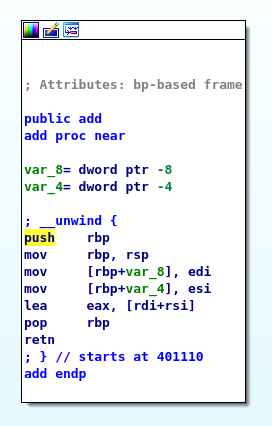 ; Attributes: bp-based frame
public add
add proc near
var_8= dword ptr -8
var_4= dword ptr -4
; __unwind {
push    rbp
mov     rbp, rsp
mov     [rbp+var_8], edi
mov     [rbp+var_4], esi
lea     eax, [rdi+rsi]
pop     rbp
retn
; } // starts at 401110
add endp